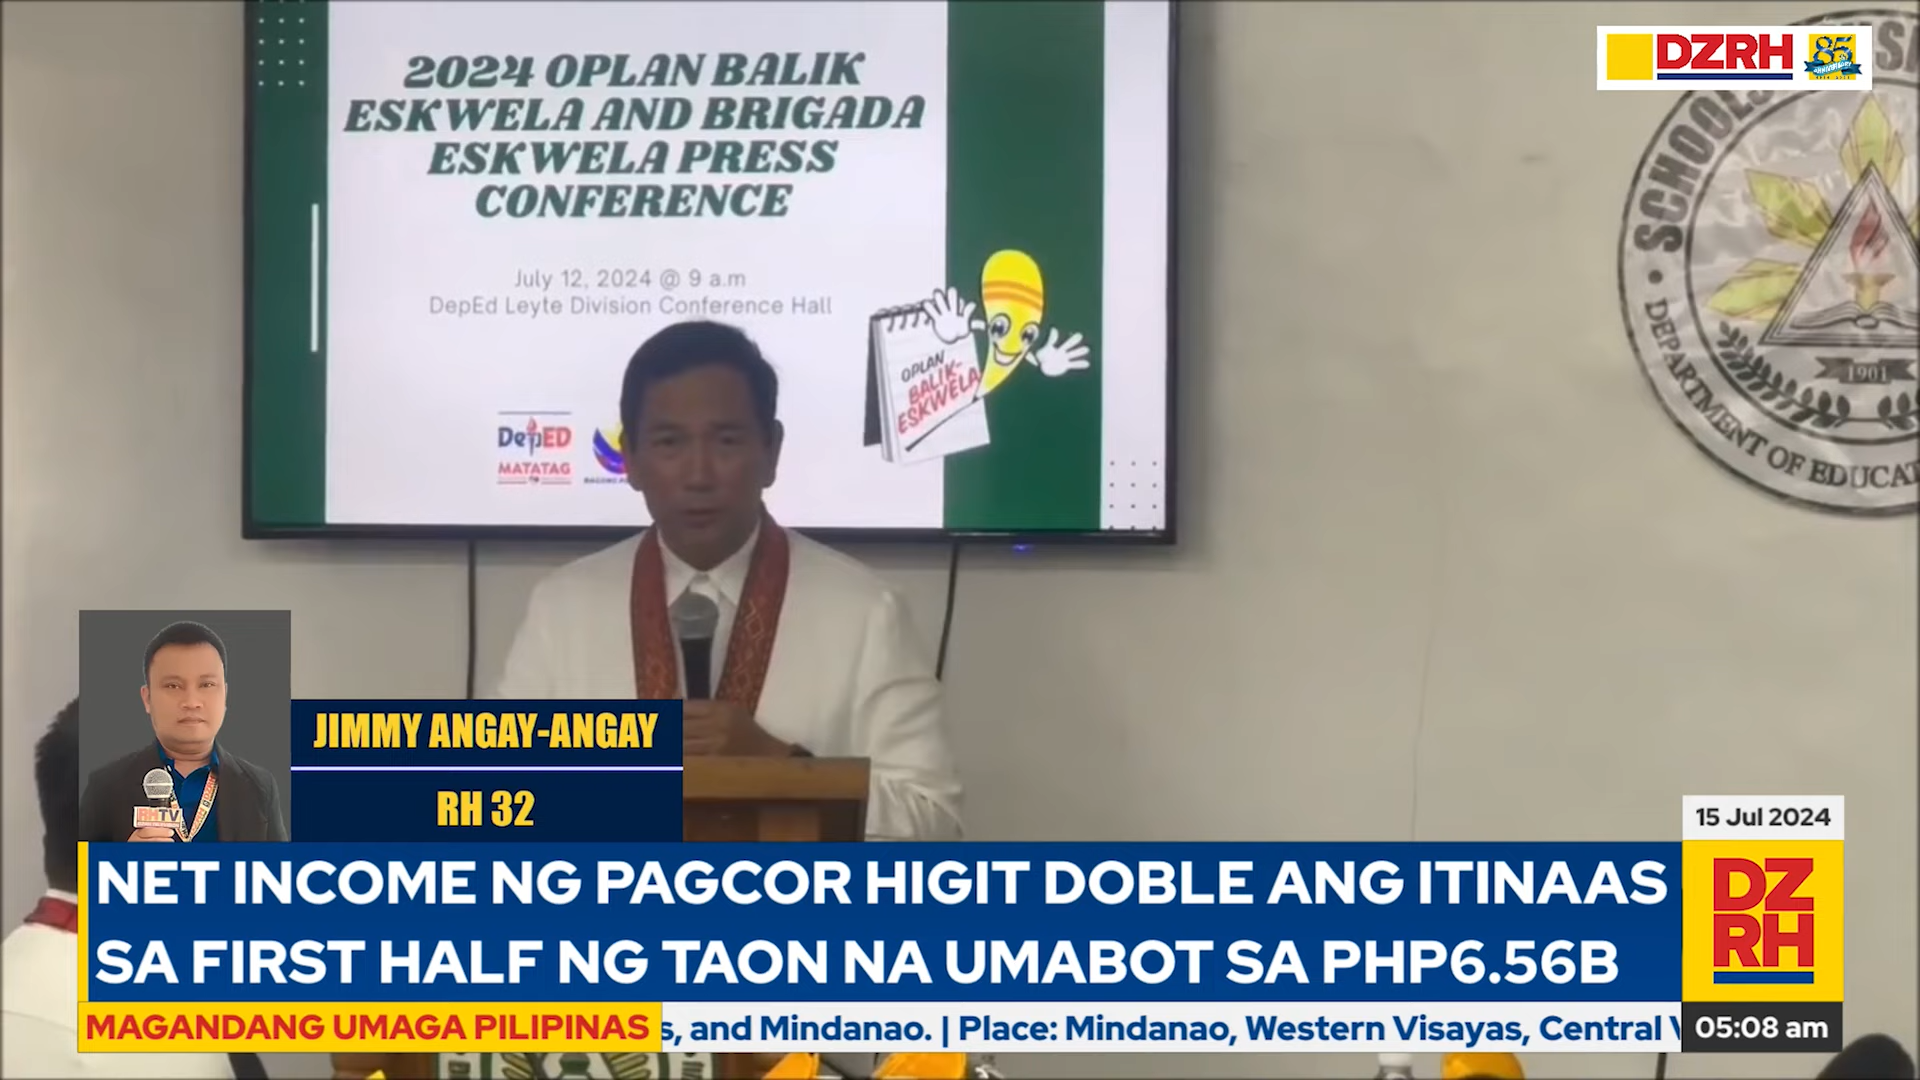 DZRH 85
2024 OPLAN BALIK
ESKWELA AND BRIGADA
ESKWELA PRESS
CONFERENCE
July 12, 2024 @ 9 a.m
DepEd Leyte Division Conference Hall
OPLAN
BALIK-
ESKWELA
DepED
MATATAG
SCHOOLS
DEPARTMENT OF EDUCAT
1901
RHTV
JIMMY ANGAY-ANGAY
RH 32
15 Jul 2024
NET INCOME NG PAGCOR HIGIT DOBLE ANG ITINAAS
SA FIRST HALF NG TAON NA UMABOT SA PHP6.56B
DZ
RH
MAGANDANG UMAGA PILIPINAS
s, and Mindanao. | Place: Mindanao, Western Visayas, Central
05:08 am